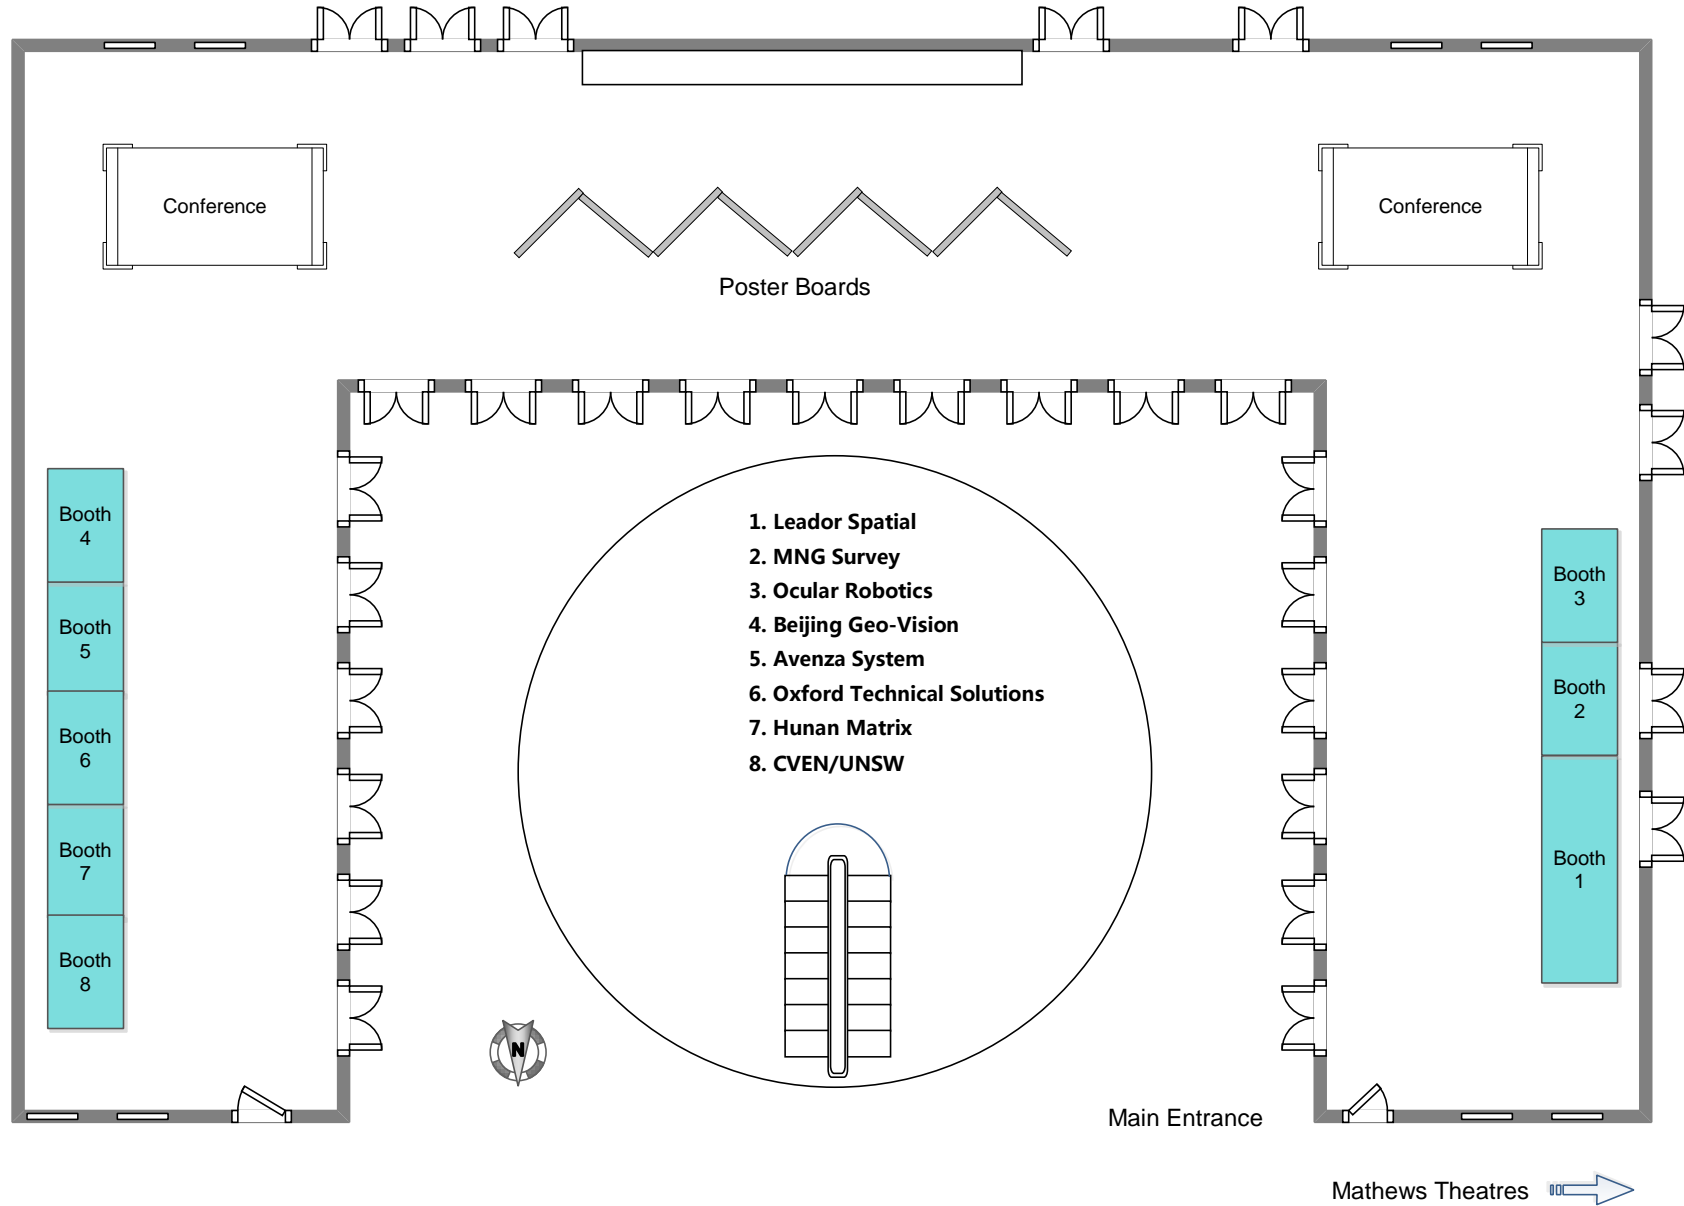 Conference
Conference
Poster Boards
1. Leador Spatial
2. MNG Survey
3. Ocular Robotics
4. Beijing Geo-Vision
5. Avenza System
6. Oxford Technical Solutions
7. Hunan Matrix
8. CVEN/UNSW
Booth
4
Booth
5
Booth
6
Booth
7
Booth
8
Booth
3
Booth
2
Booth
1
N
Main Entrance
Mathews Theatres